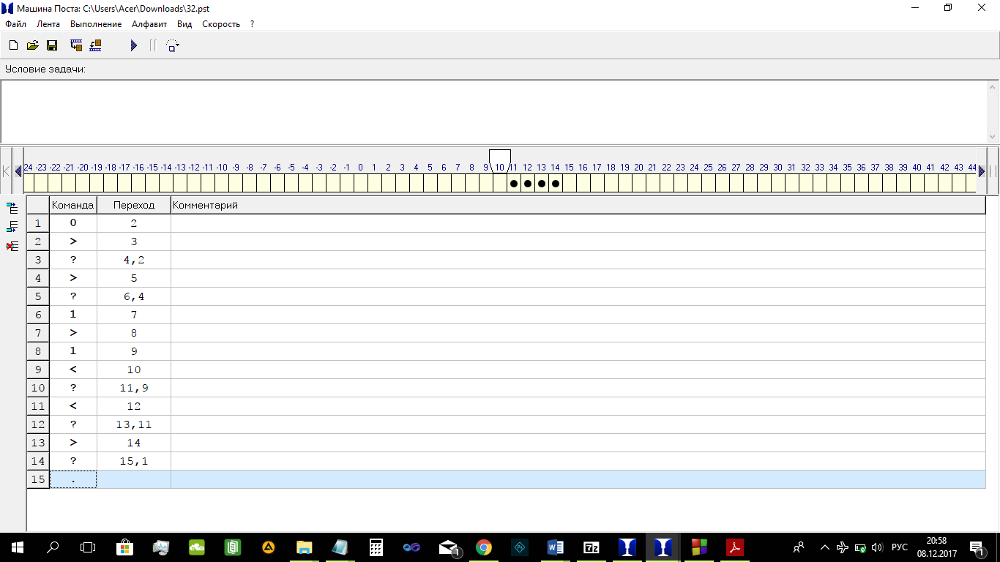 Машина Поста: C:\Users\Acer\Downloads\32.pst
Файл Лента Выполнение Алфавит Вид Скорость ?
Условие задачи:
24 -23 -22 -21 -20 -19 -18 -17 -16 -15 -14 -13 -12 -11 -10 -9 -8 -7 -6 -5 -4 -3 -2 -1 0 1 2 3 4 5 6 7 8 9 10 11 12 13 14 15 16 17 18 19 20 21 22 23 24 25 26 27 28 29 30 31 32 33 34 35 36 37 38 39 40 41 42 43 44
Команда Переход Комментарий
1 0 2
2 > 3
3 ? 4,2
4 > 5
5 ? 6,4
6 1 7
7 > 8
8 1 9
9 < 10
10 ? 11,9
11 < 12
12 ? 13,11
13 > 14
14 ? 15,1
15 .
РУС
20:58
08.12.2017